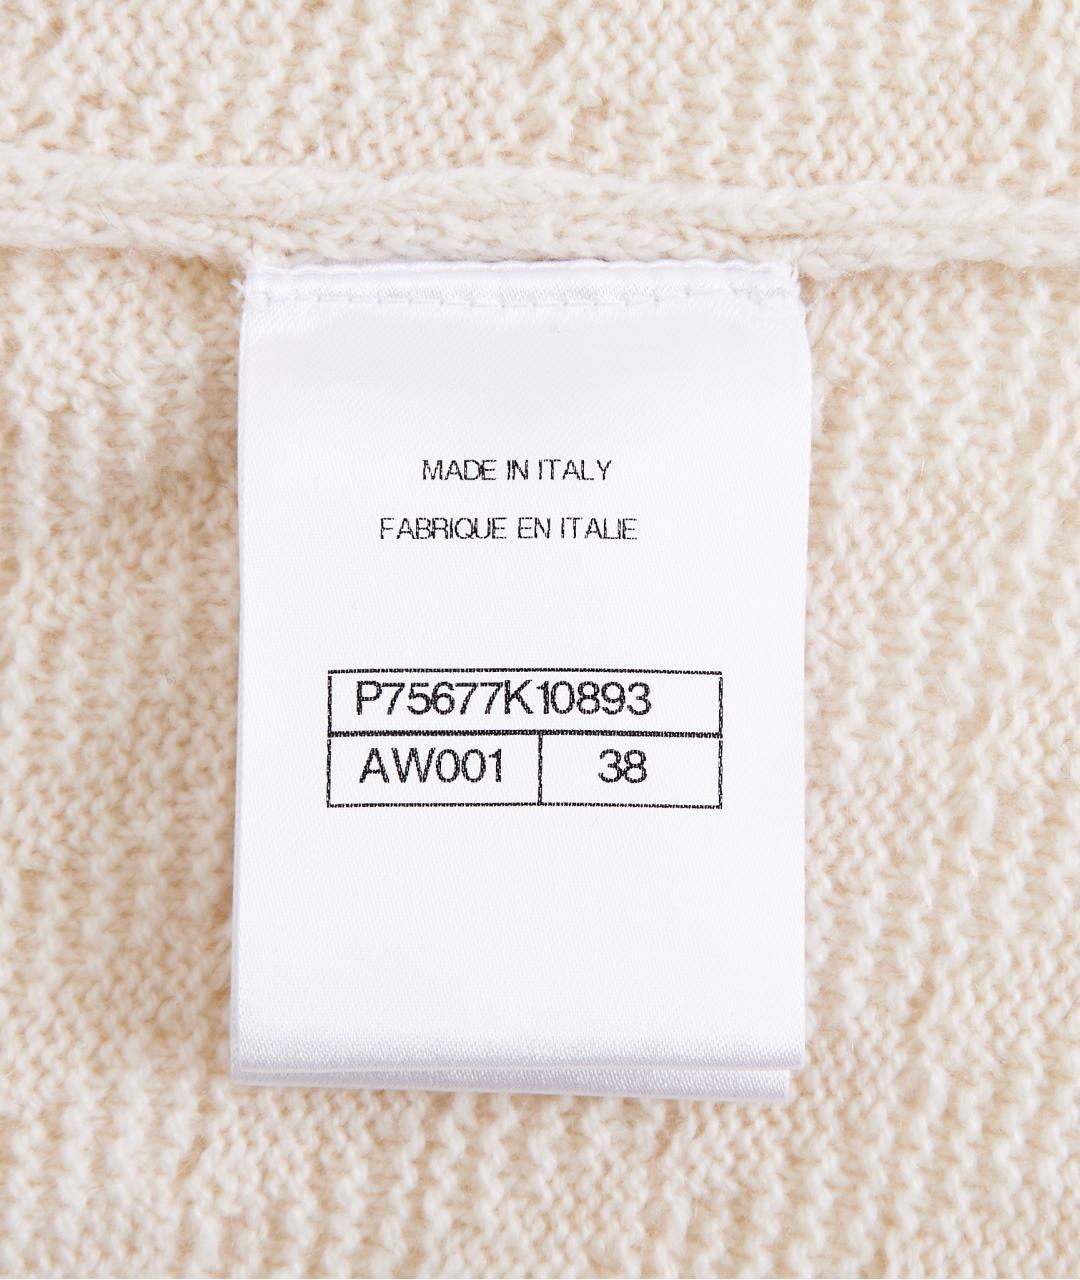 MADE IN ITALY
FABRIQUE EN ITALIE
P75677K10893
AW001 38